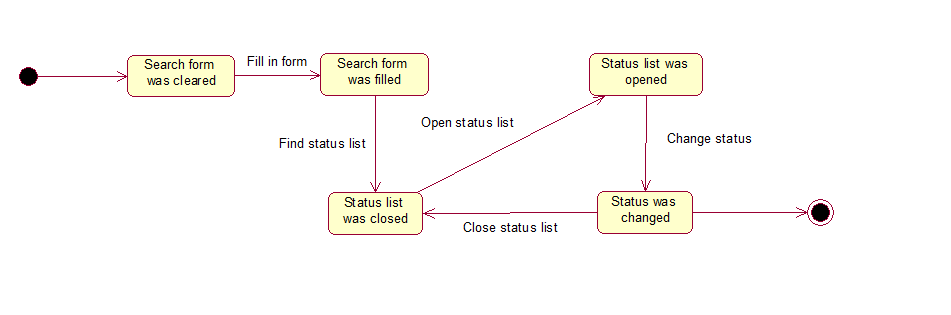 Search form
was cleared
Fill in form
Search form
was filled
Status list was
opened
Find status list
Open status list
Change status
Status list
was closed
Close status list
Status was
changed